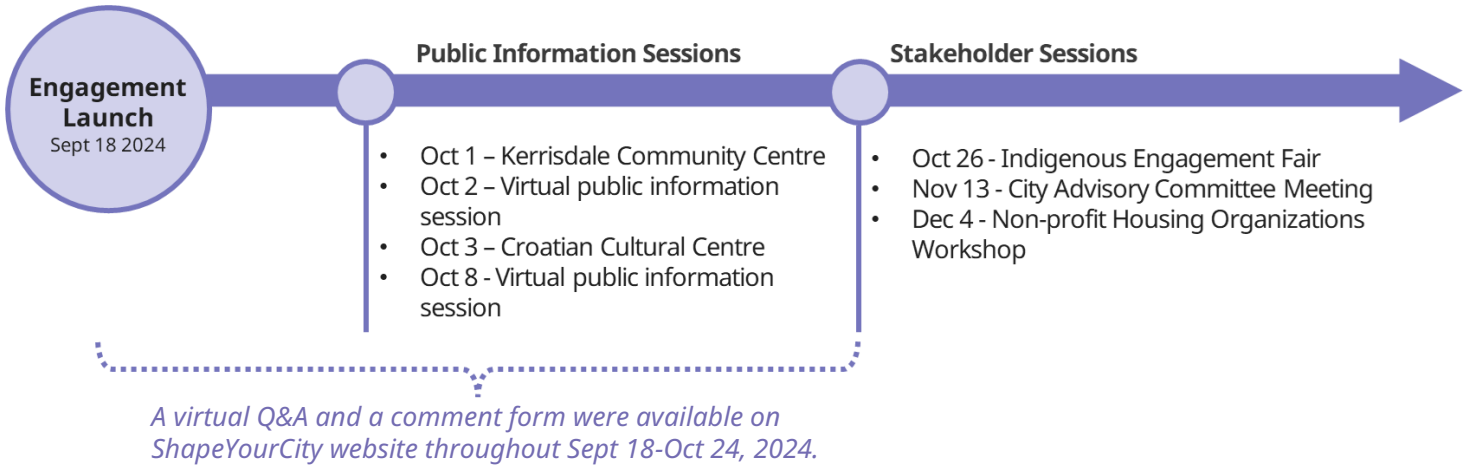 Engagement
Launch
Sept 18 2024
Public Information Sessions
• Oct 1 – Kerrisdale Community Centre
• Oct 2 – Virtual public information
session
• Oct 3 – Croatian Cultural Centre
• Oct 8 - Virtual public information
session
Stakeholder Sessions
• Oct 26 - Indigenous Engagement Fair
• Nov 13 - City Advisory Committee Meeting
• Dec 4 - Non-profit Housing Organizations
Workshop
A virtual Q&A and a comment form were available on
ShapeYourCity website throughout Sept 18-Oct 24, 2024.